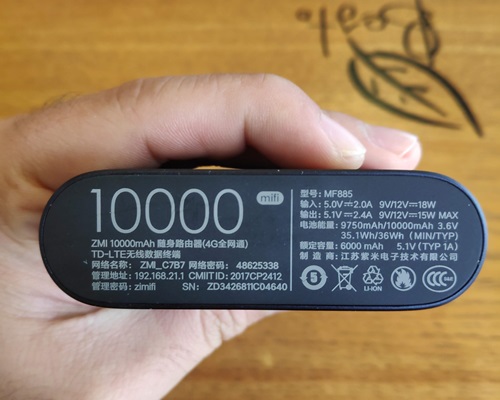 10000 mifi
ZMI 10000mAh 随身路由器(4G全网通)
TD-LTE无线数据终端
网络名称: ZMI_C7B7 网络密码: 48625338
管理地址: 192.168.21.1 CMIIT ID: 2017CP2412
管理密码: zimifi SN: ZD3426811C04640
型号: MF885
输入: 5.0V⎓2.0A 9V/12V⎓18W
输出: 5.1V⎓2.4A 9V/12V⎓15W MAX
电池能量: 9750mAh/10000mAh 3.6V
35.1Wh/36Wh (MIN/TYP)
额定容量: 6000 mAh 5.1V (TYP 1A)
制造商: 江苏紫米电子技术有限公司
5 LI-ION CCC